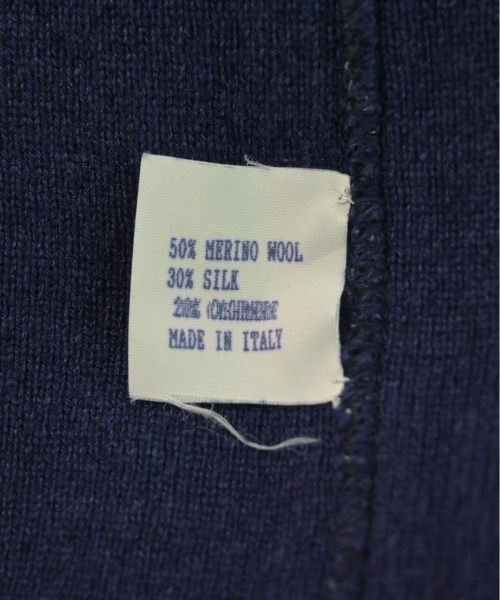 50% MERINO WOOL
30% SILK
20% CASHMERE
MADE IN ITALY